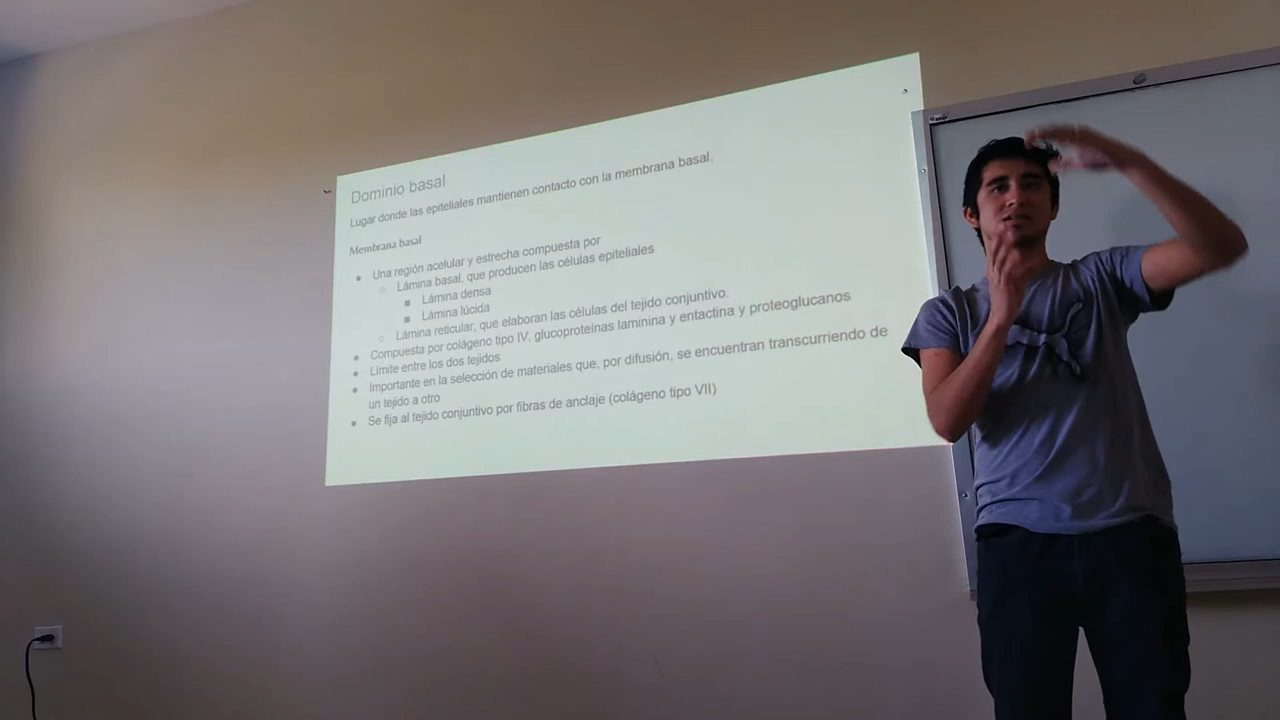 Dominio basal
Lugar donde las epiteliales mantienen contacto con la membrana basal.
Membrana basal
● Una región acelular y estrecha compuesta por
○ Lámina basal, que producen las células epiteliales
■ Lámina densa
■ Lámina lúcida
○ Lámina reticular, que elaboran las células del tejido conjuntivo.
● Compuesta por colágeno tipo IV, glucoproteínas laminina y entactina y proteoglucanos
● Límite entre los dos tejidos
● Importante en la selección de materiales que, por difusión, se encuentran transcurriendo de
un tejido a otro
● Se fija al tejido conjuntivo por fibras de anclaje (colágeno tipo VII)